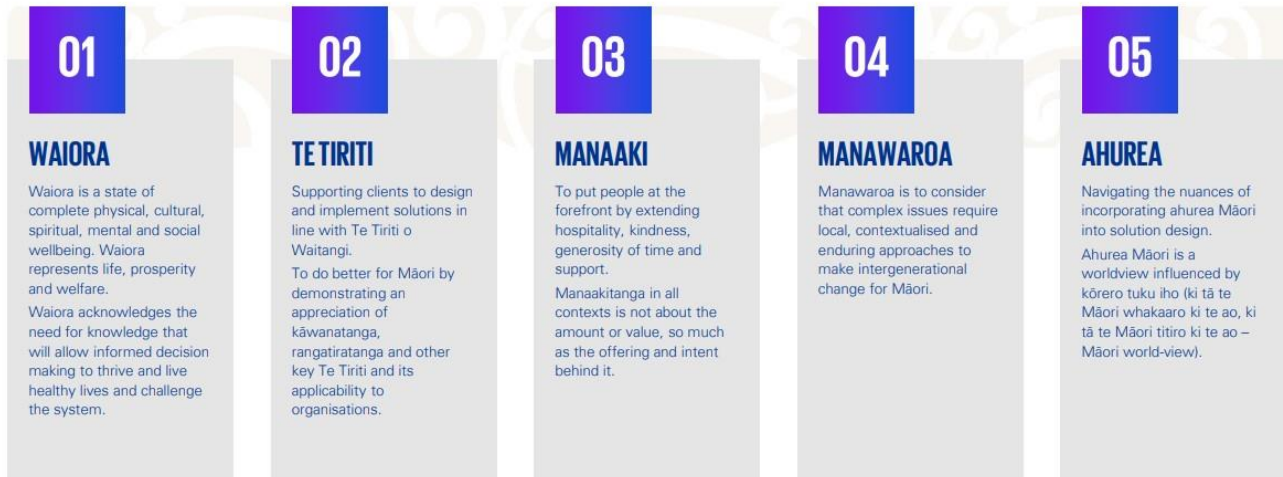 01
WAIORA
Waiora is a state of
complete physical, cultural,
spiritual, mental and social
wellbeing. Waiora
represents life, prosperity
and welfare.
Waiora acknowledges the
need for knowledge that
will allow informed decision
making to thrive and live
healthy lives and challenge
the system.
02
TE TIRITI
Supporting clients to design
and implement solutions in
line with Te Tiriti o
Waitangi.
To do better for Māori by
demonstrating an
appreciation of
kāwanatanga,
rangatiratanga and other
key Te Tiriti and its
applicability to
organisations.
03
MANAAKI
To put people at the
forefront by extending
hospitality, kindness,
generosity of time and
support.
Manaakitanga in all
contexts is not about the
amount or value, so much
as the offering and intent
behind it.
04
MANAWAROA
Manawaroa is to consider
that complex issues require
local, contextualised and
enduring approaches to
make intergenerational
change for Māori.
05
AHUREA
Navigating the nuances of
incorporating ahurea Māori
into solution design.
Ahurea Māori is a
worldview influenced by
kōrero tuku iho (ki tā te
Māori whakaaro ki te ao, ki
tā te Māori titiro ki te ao –
Māori world-view).